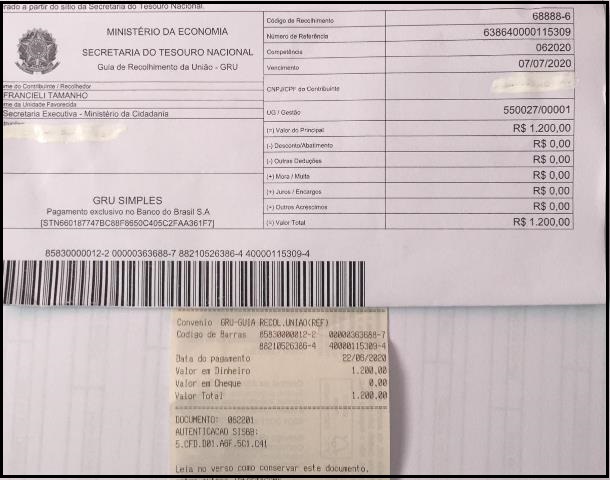 rado a partir do sítio da Secretaria do Tesouro Nacional.
MINISTÉRIO DA ECONOMIA
SECRETARIA DO TESOURO NACIONAL
Guia de Recolhimento da União - GRU
Código de Recolhimento 68888-6
Número de Referência 638640000115309
Competência 062020
Vencimento 07/07/2020
ome do Contribuinte / Recolhedor
FRANCIELI TAMANHO
CNPJ/CPF do Contribuinte
ome da Unidade Favorecida
Secretaria Executiva - Ministério da Cidadania
UG / Gestão 550027/00001
(=) Valor do Principal R$ 1.200,00
(-) Desconto/Abatimento R$ 0,00
(-) Outras Deduções R$ 0,00
(+) Mora / Multa R$ 0,00
(+) Juros / Encargos R$ 0,00
(+) Outros Acréscimos R$ 0,00
(=) Valor Total R$ 1.200,00
GRU SIMPLES
Pagamento exclusivo no Banco do Brasil S.A
[STN660187747BC88F8650C405C2FAA361F7]
85830000012-2 00000363688-7 88210526386-4 40000115309-4
Convenio GRU-GUIA RECOL.UNIAO(REF)
Codigo de Barras 85830000012-2 00000363688-7
88210526386-4 40000115309-4
Data do pagamento 22/06/2020
Valor em Dinheiro 1.200,00
Valor em Cheque 0,00
Valor Total 1.200,00
DOCUMENTO: 062201
AUTENTICACAO SISBB:
5.CFD.D01.A6F.5C1.C41
Leia no verso como conservar este documento,